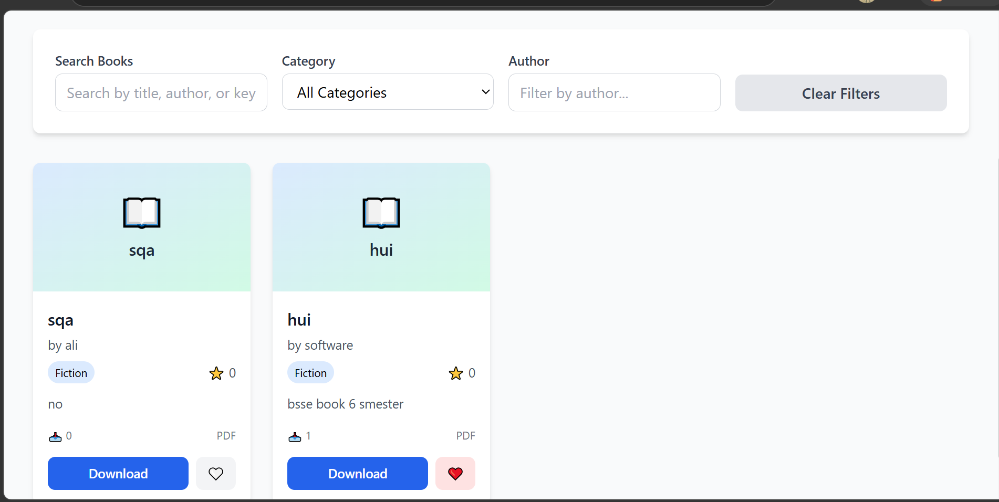 Search Books
Category
Author
Search by title, author, or key
All Categories
Filter by author...
Clear Filters
sqa
hui
sqa
by ali
Fiction
0
no
0
PDF
Download
hui
by software
Fiction
0
bsse book 6 smester
1
PDF
Download